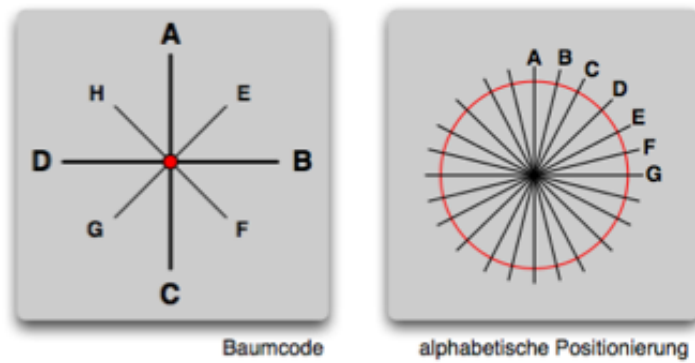 A
H E
D B
G F
C
Baumcode
A B C D E F G
alphabetische Positionierung